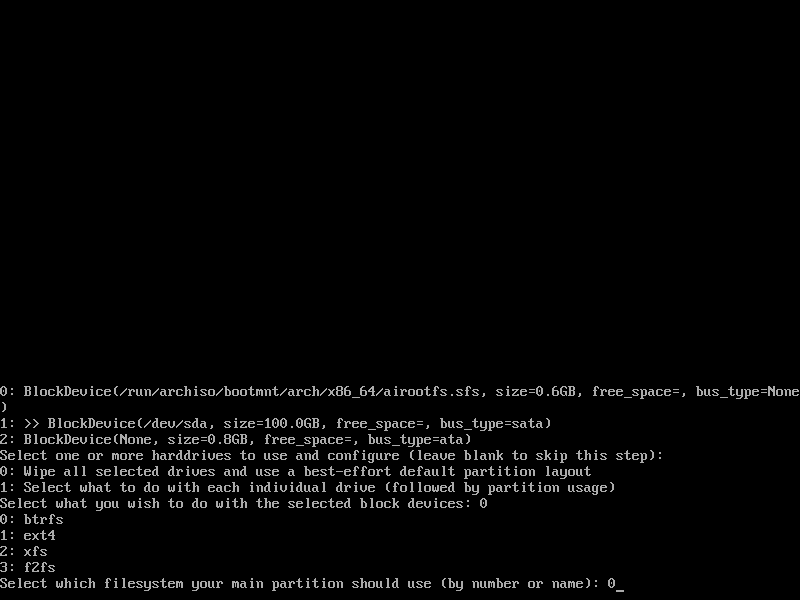 0: BlockDevice(/run/archiso/bootmnt/arch/x86_64/airootfs.sfs, size=0.6GB, free_space=, bus_type=None
)
1: >> BlockDevice(/dev/sda, size=100.0GB, free_space=, bus_type=sata)
2: BlockDevice(None, size=0.8GB, free_space=, bus_type=ata)
Select one or more harddrives to use and configure (leave blank to skip this step):
0: Wipe all selected drives and use a best-effort default partition layout
1: Select what to do with each individual drive (followed by partition usage)
Select what you wish to do with the selected block devices: 0
0: btrfs
1: ext4
2: xfs
3: f2fs
Select which filesystem your main partition should use (by number or name): 0_